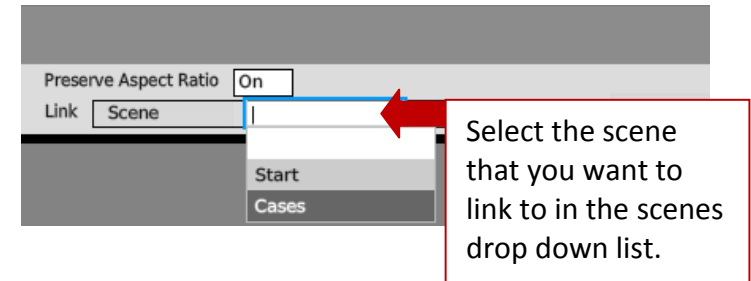 Preserve Aspect Ratio On
Link Scene
Start
Cases
Select the scene
that you want to
link to in the scenes
drop down list.